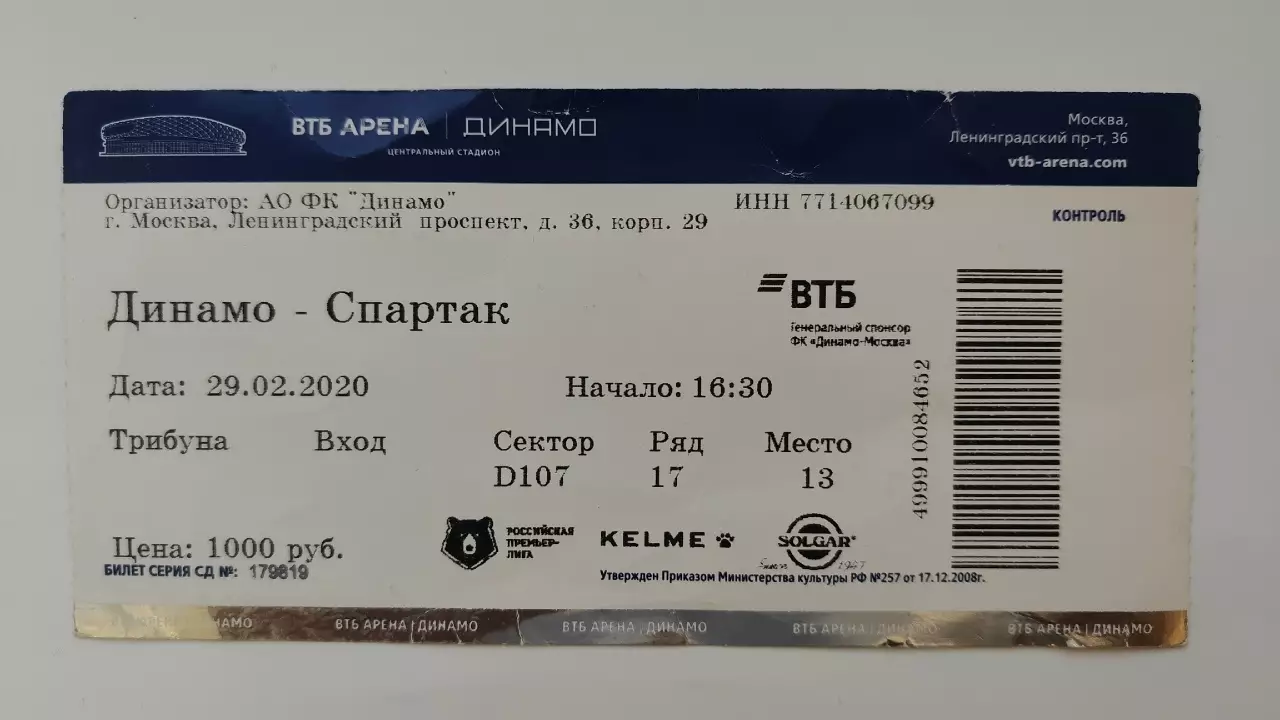 ВТБ АРЕНА | ДИНАМО
ЦЕНТРАЛЬНЫЙ СТАДИОН
Москва,
Ленинградский пр-т, 36
vtb-arena.com
Организатор: АО ФК "Динамо"
г. Москва, Ленинградский проспект, д. 36, корп. 29
ИНН 7714067099
КОНТРОЛЬ
Динамо - Спартак
ВТБ
Генеральный спонсор
ФК «Динамо-Москва»
Дата: 29.02.2020 Начало: 16:30
Трибуна Вход Сектор Ряд Место
D107 17 13
4999100084652
Цена: 1000 руб.
БИЛЕТ СЕРИЯ СД №: 179819
РОССИЙСКАЯ
ПРЕМЬЕР-
ЛИГА
KELME
SOLGAR
Since 1947
Утвержден Приказом Министерства культуры РФ №257 от 17.12.2008г.
ДИНАМО
ВТБ АРЕНА | ДИНАМО
ВТБ АРЕНА | ДИНАМО
ВТБ АРЕНА | ДИНАМО
ВТБ АРЕНА | ДИНАМО